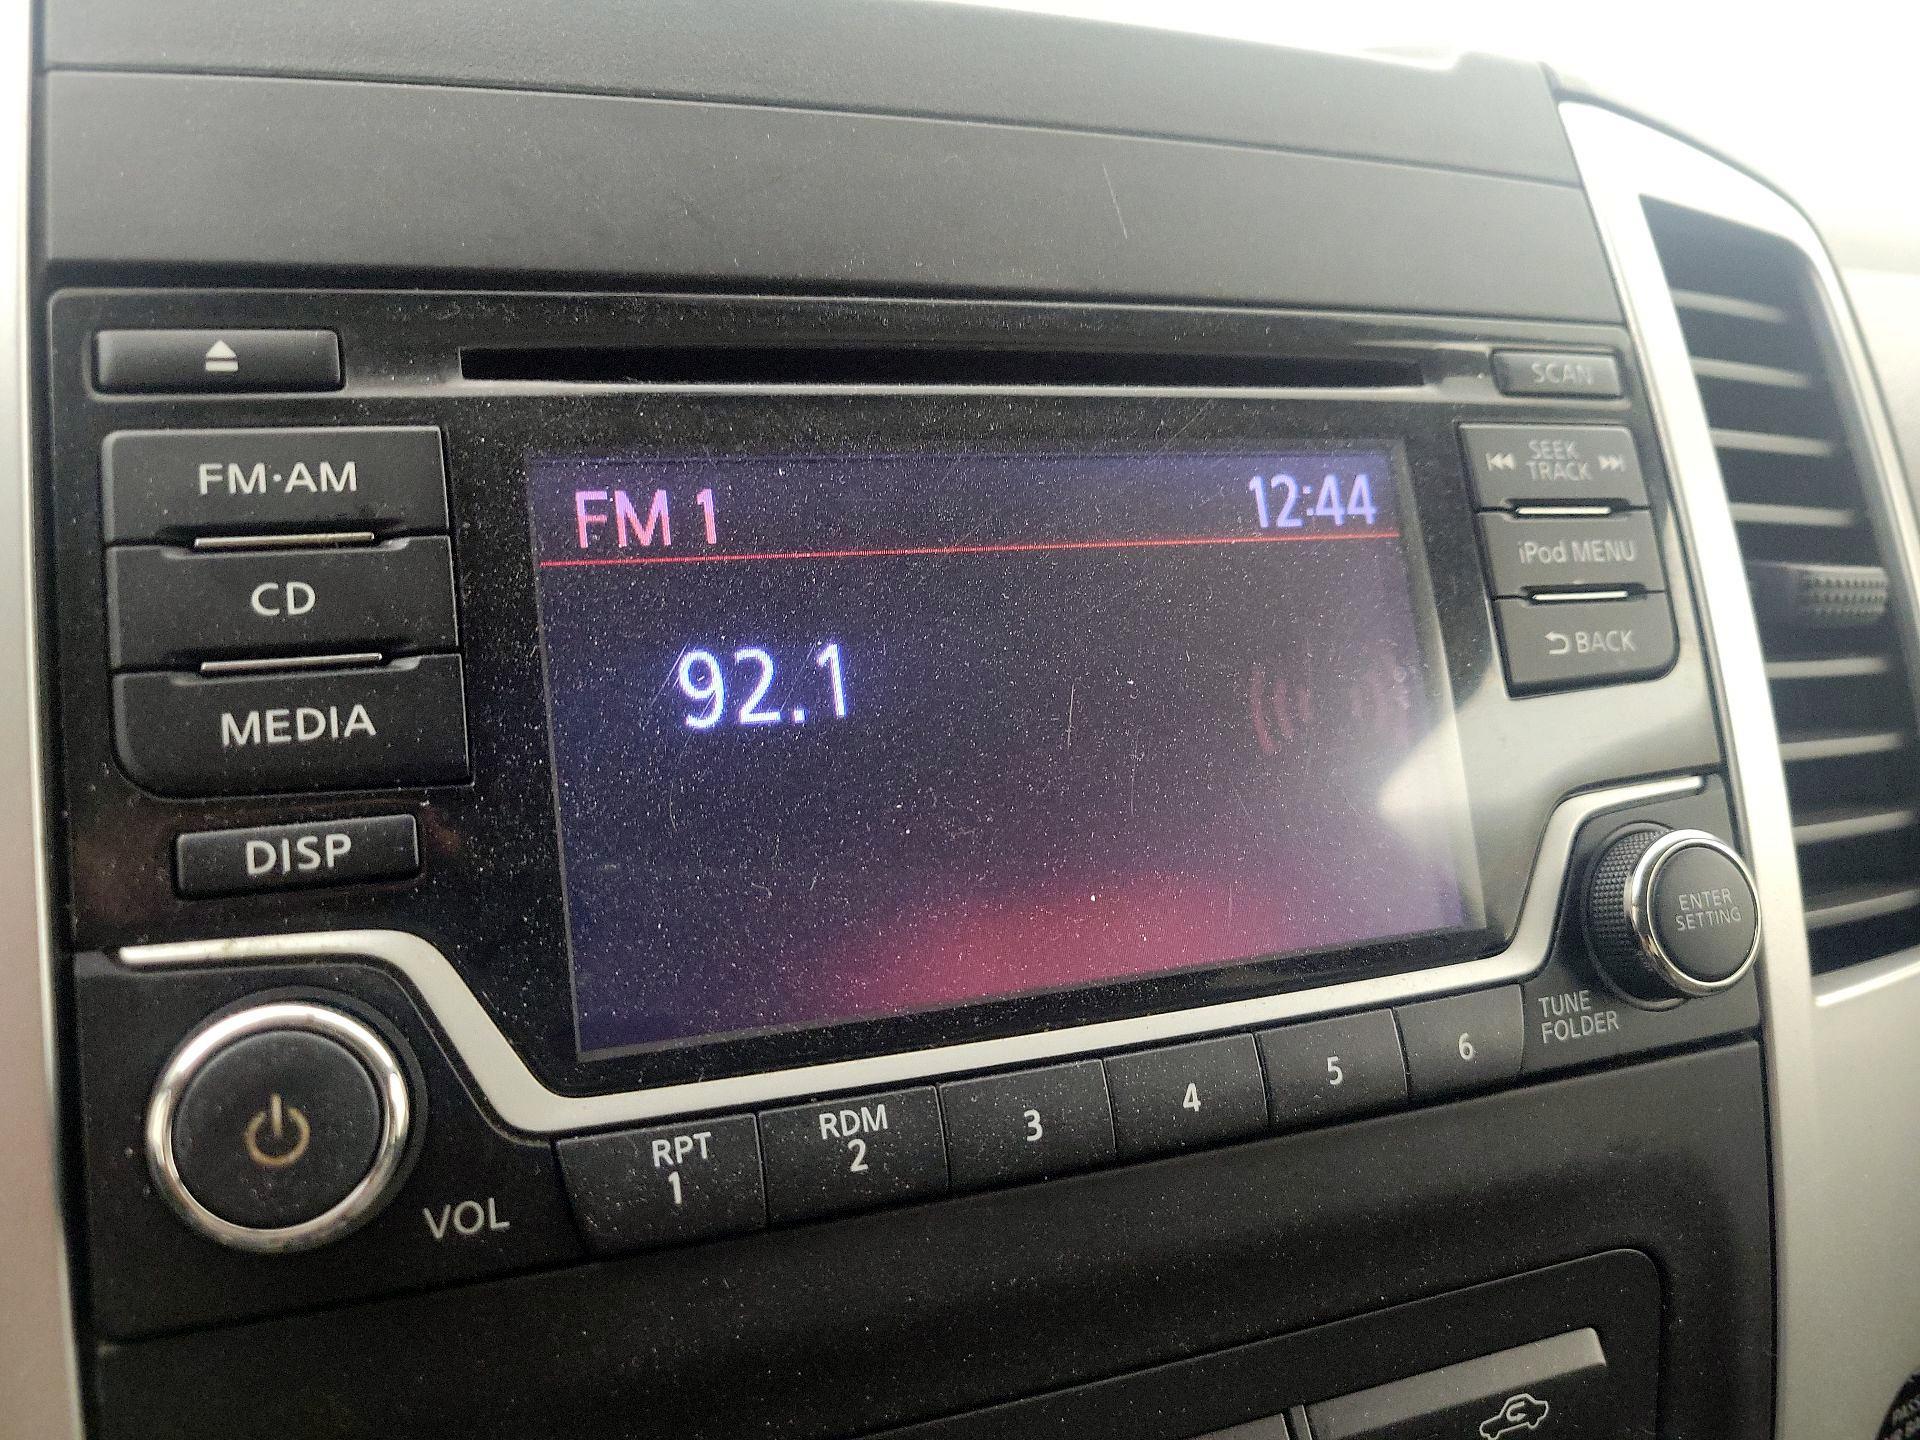 SCAN
FM·AM
SEEK
TRACK
FM 1
12:44
iPod MENU
CD
BACK
92.1
MEDIA
DISP
ENTER
SETTING
TUNE
FOLDER
VOL
RPT
1
RDM
2
3
4
5
6